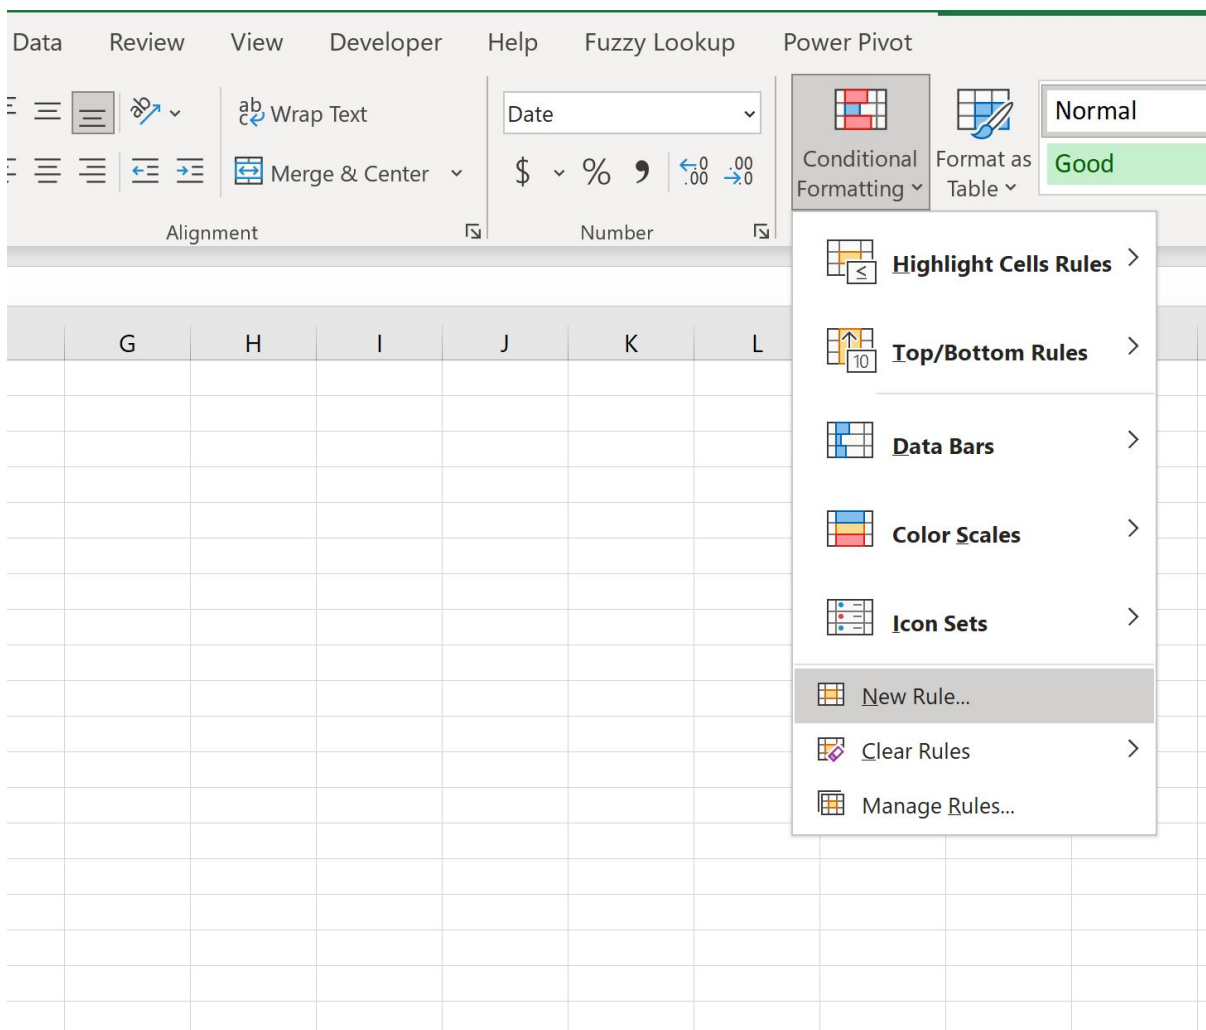 Data Review View Developer Help Fuzzy Lookup Power Pivot
ab Wrap Text Date Normal
c
Conditional Format as Good
Merge & Center $ % , 0 .00
.00 0
Formatting Table
Alignment Number
≤ Highlight Cells Rules
G H I J K L
10 Top/Bottom Rules
Data Bars
Color Scales
Icon Sets
New Rule...
Clear Rules
Manage Rules...